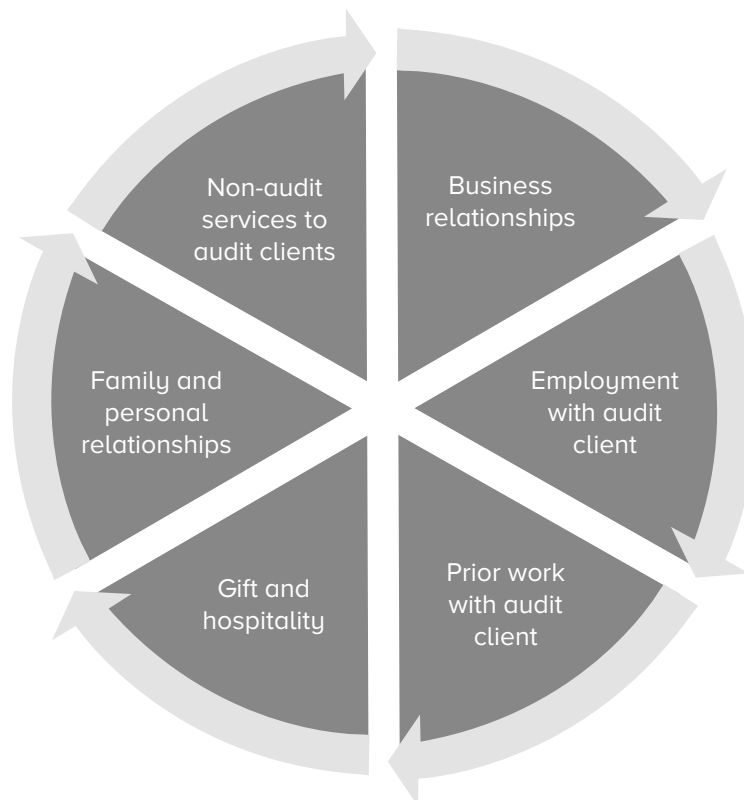 Non-audit
services to
audit clients
Business
relationships
Employment
with audit
client
Prior work
with audit
client
Gift and
hospitality
Family and
personal
relationships